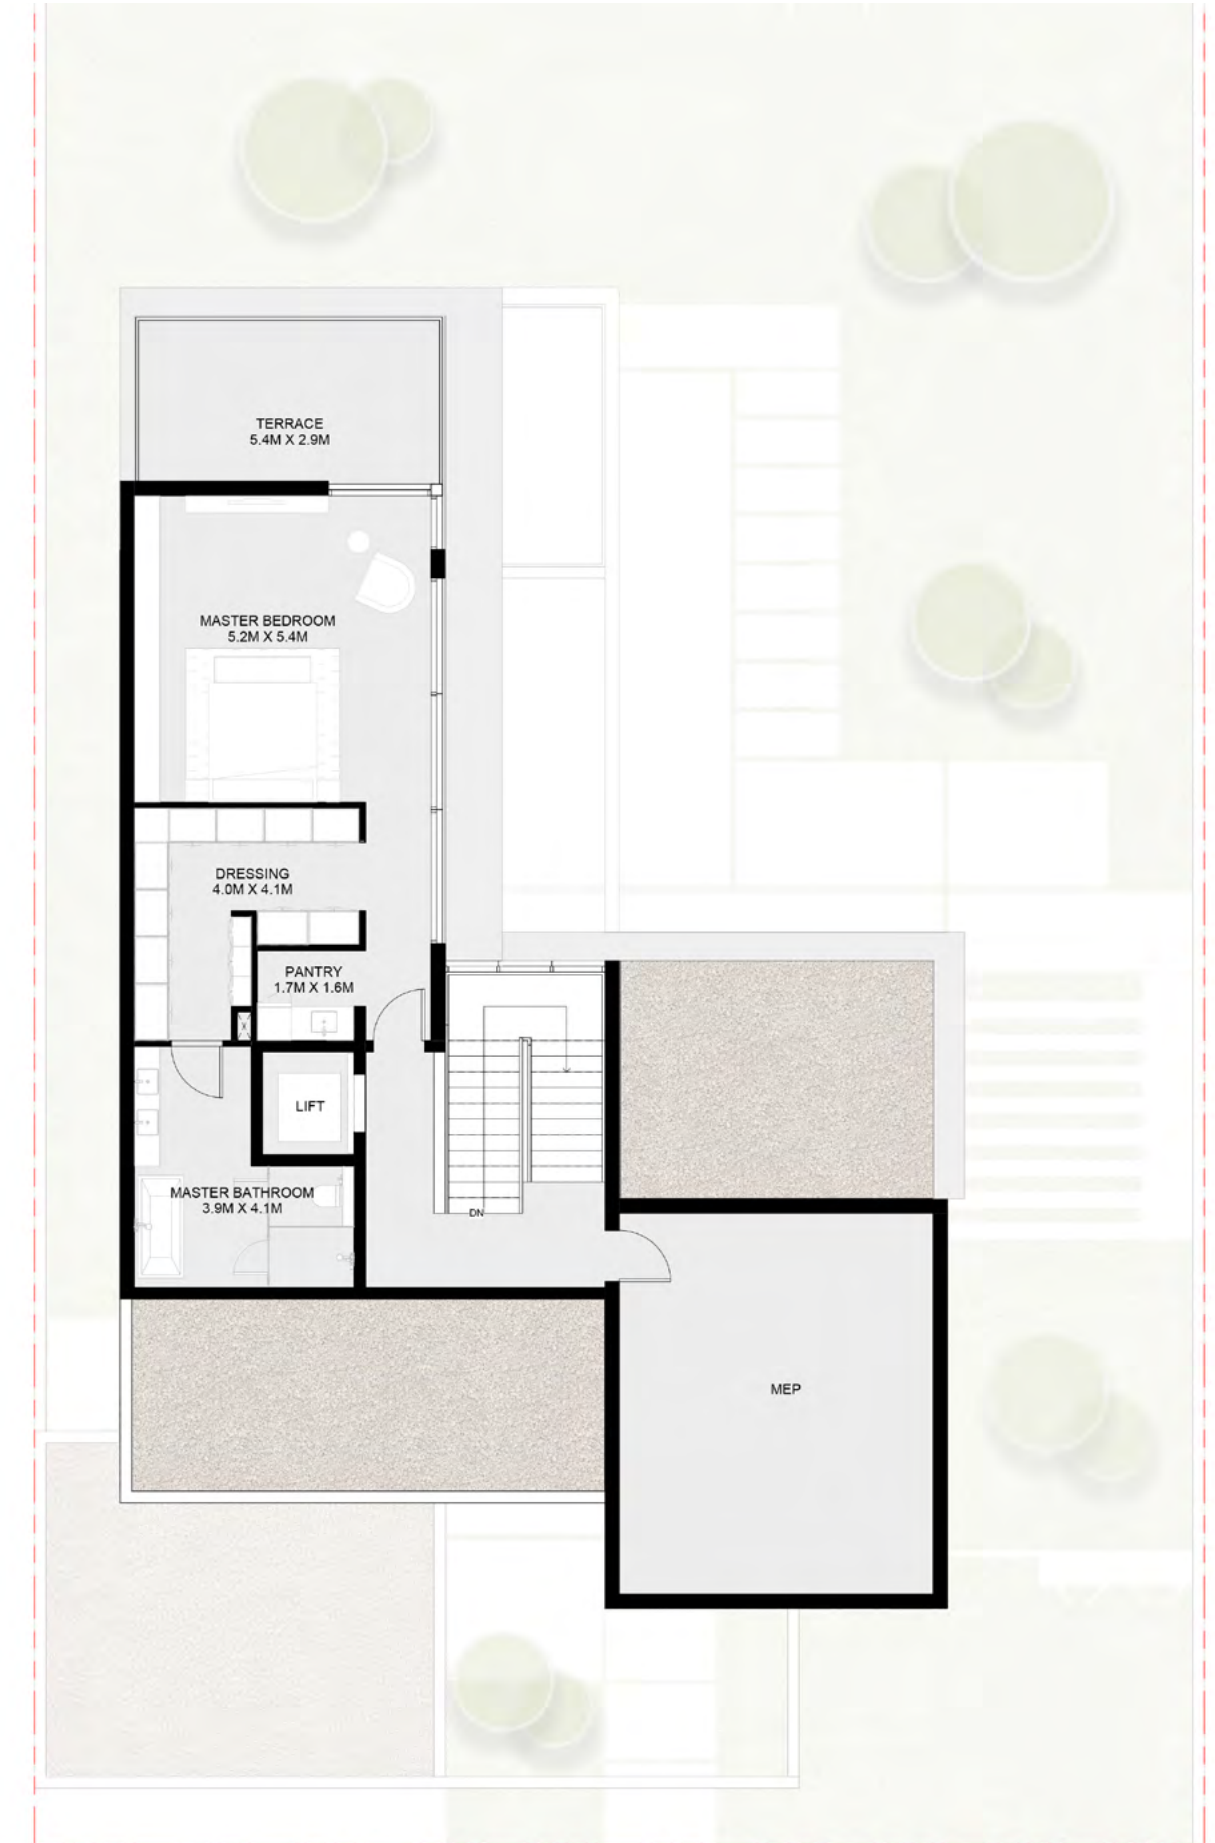 TERRACE
5.4M X 2.9M
MASTER BEDROOM
5.2M X 5.4M
DRESSING
4.0M X 4.1M
PANTRY
1.7M X 1.6M
LIFT
MASTER BATHROOM
3.9M X 4.1M
DN
MEP